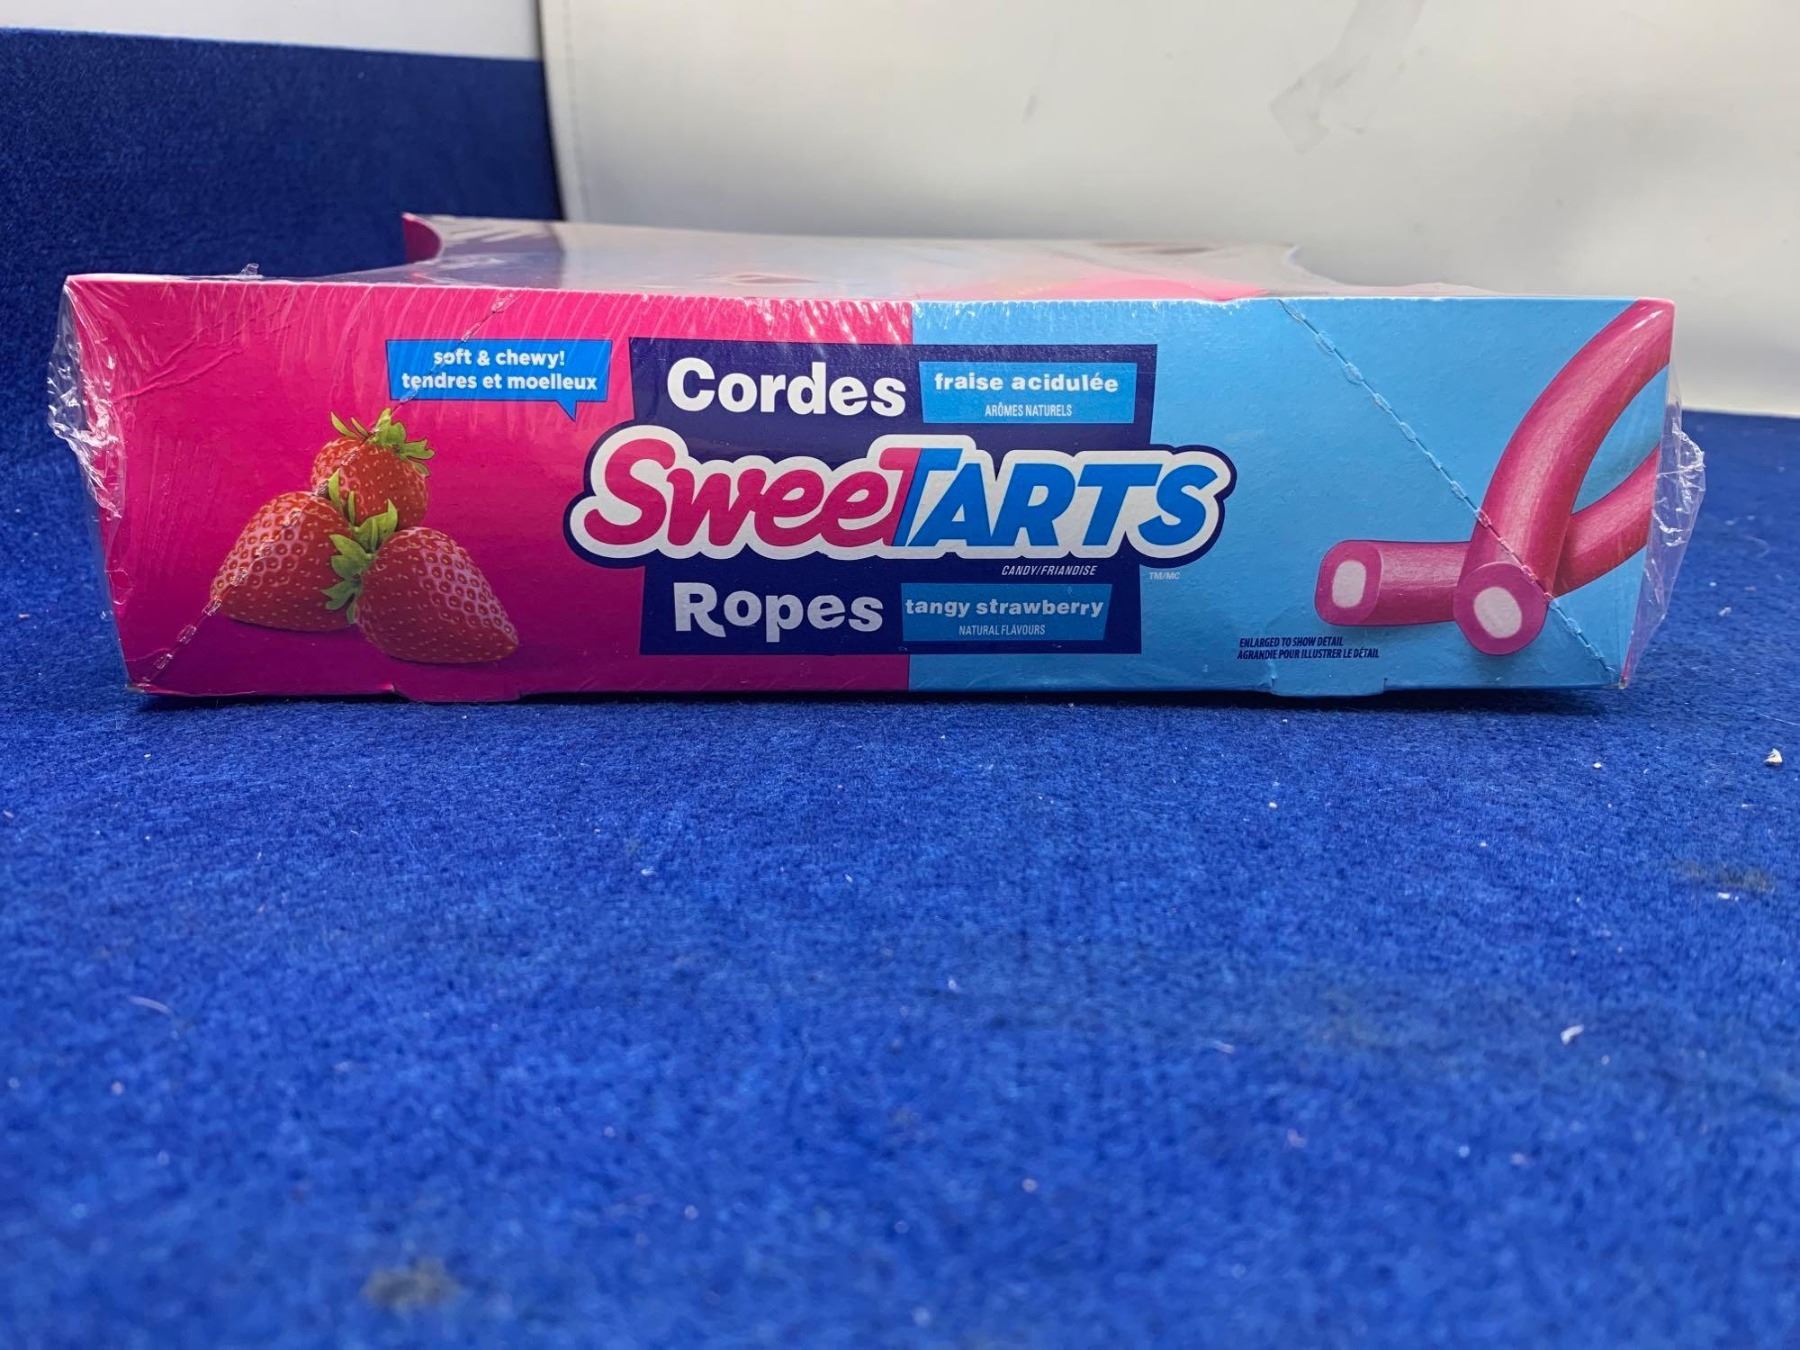 soft & chewy!
tendres et moelleux
Cordes
fraise acidulée
ARÔMES NATURELS
SweeTARTS
CANDY/FRIANDISE
TM/MC
Ropes
tangy strawberry
NATURAL FLAVOURS
ENLARGED TO SHOW DETAIL
AGRANDIE POUR ILLUSTRER LE DÉTAIL